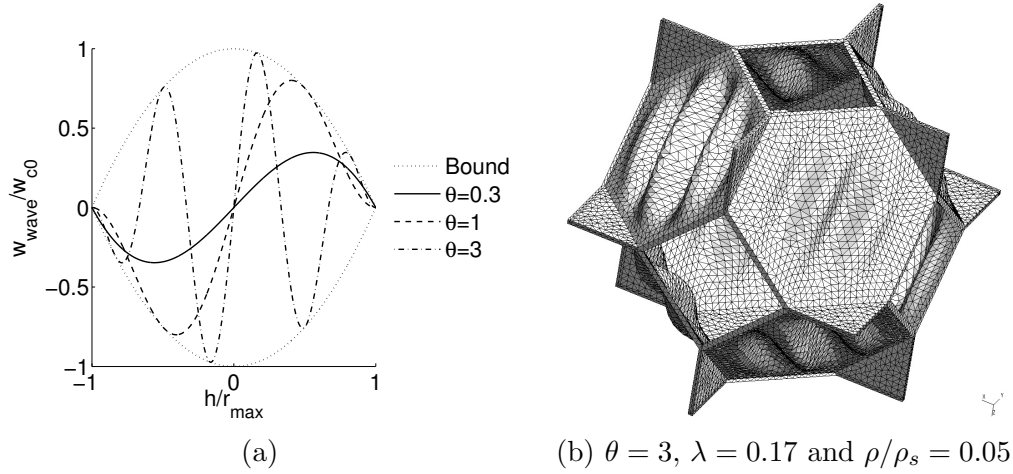 1
0.5
0
−0.5
−1
w_wave/w_c0
−1
0
1
h/r_max
Bound
θ=0.3
θ=1
θ=3
(a)
(b) θ = 3, λ = 0.17 and ρ/ρ_s = 0.05